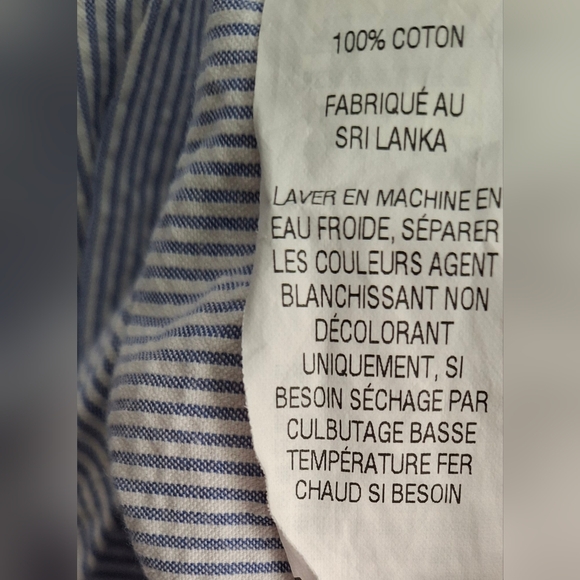 100% COTON
FABRIQUÉ AU
SRI LANKA
LAVER EN MACHINE EN
EAU FROIDE, SÉPARER
LES COULEURS AGENT
BLANCHISSANT NON
DÉCOLORANT
UNIQUEMENT, SI
BESOIN SÉCHAGE PAR
CULBUTAGE BASSE
TEMPÉRATURE FER
CHAUD SI BESOIN